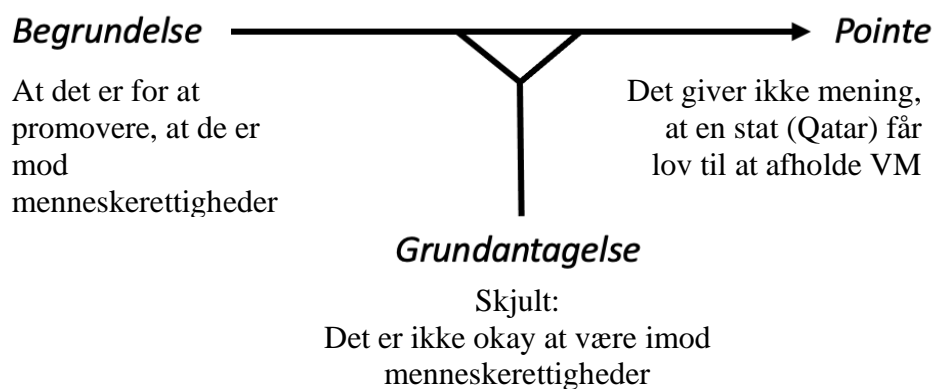 Begrundelse
Pointe
At det er for at
promovere, at de er
mod
menneskerettigheder
Det giver ikke mening,
at en stat (Qatar) får
lov til at afholde VM
Grundantagelse
Skjult:
Det er ikke okay at være imod
menneskerettigheder